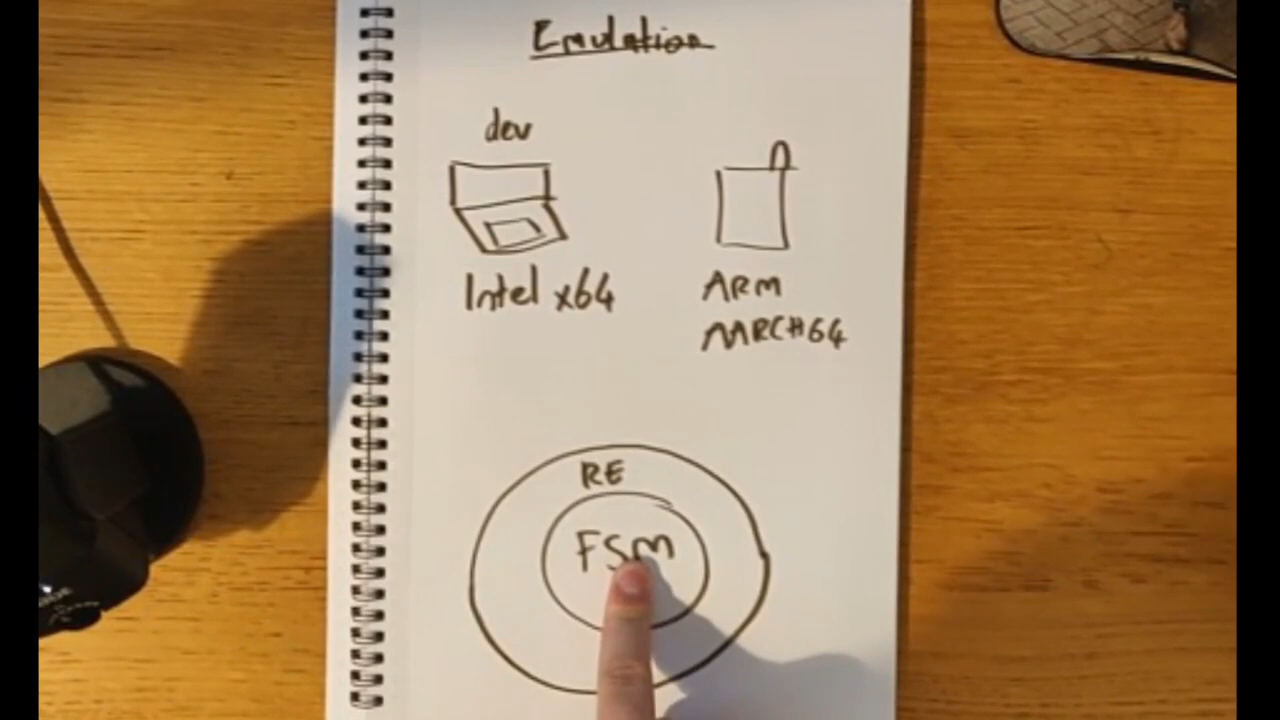 Emulation
dev
Intel x64
ARM
AARCH64
RE
FSM